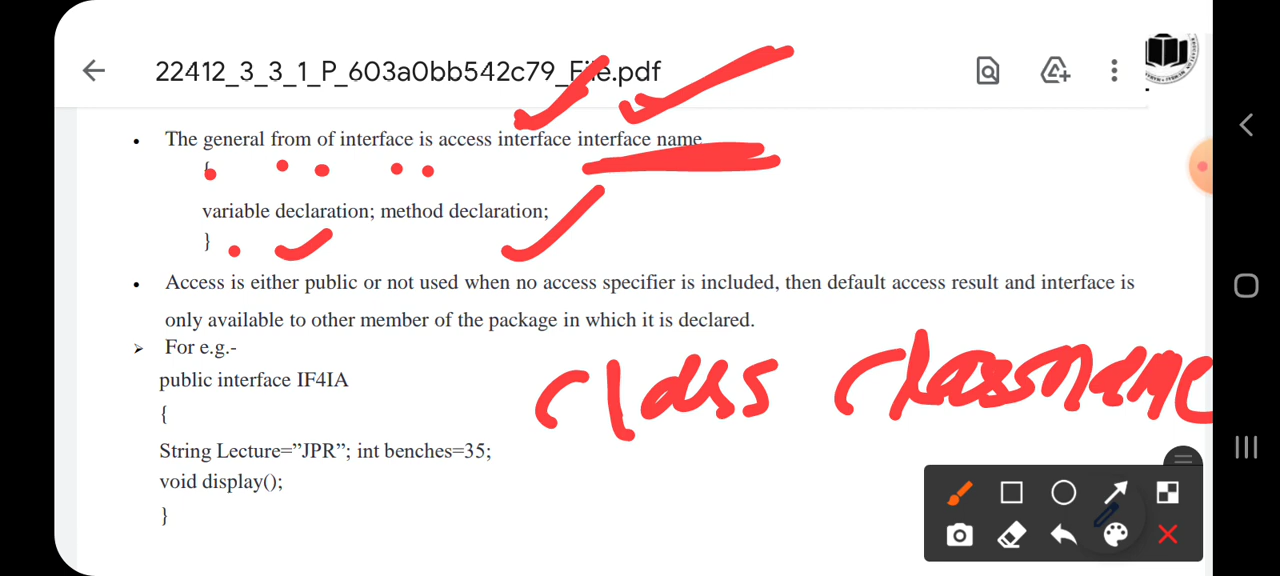 22412_3_3_1_P_603a0bb542c79_File.pdf
• The general from of interface is access interface interface name
{
variable declaration; method declaration;
}
• Access is either public or not used when no access specifier is included, then default access result and interface is
only available to other member of the package in which it is declared.
➢ For e.g.-
public interface IF4IA
class classname
{
String Lecture=”JPR”; int benches=35;
void display();
}